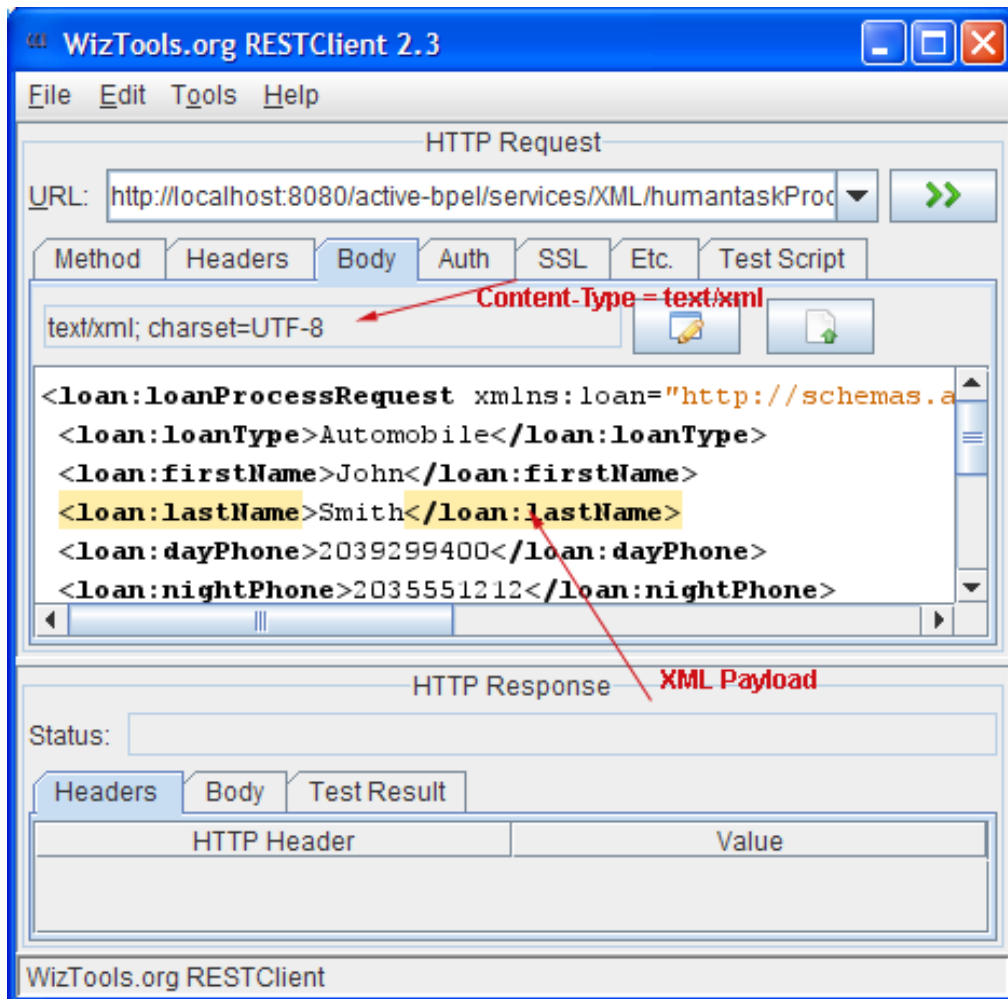 WizTools.org RESTClient 2.3
File Edit Tools Help
HTTP Request
URL: http://localhost:8080/active-bpel/services/XML/humantaskProc
Method Headers Body Auth SSL Etc. Test Script
Content-Type = text/xml
text/xml; charset=UTF-8
<loan:loanProcessRequest xmlns:loan="http://schemas.a
<loan:loanType>Automobile</loan:loanType>
<loan:firstName>John</loan:firstName>
<loan:lastName>Smith</loan:lastName>
<loan:dayPhone>2039299400</loan:dayPhone>
<loan:nightPhone>2035551212</loan:nightPhone>
XML Payload
HTTP Response
Status:
Headers Body Test Result
HTTP Header Value
WizTools.org RESTClient